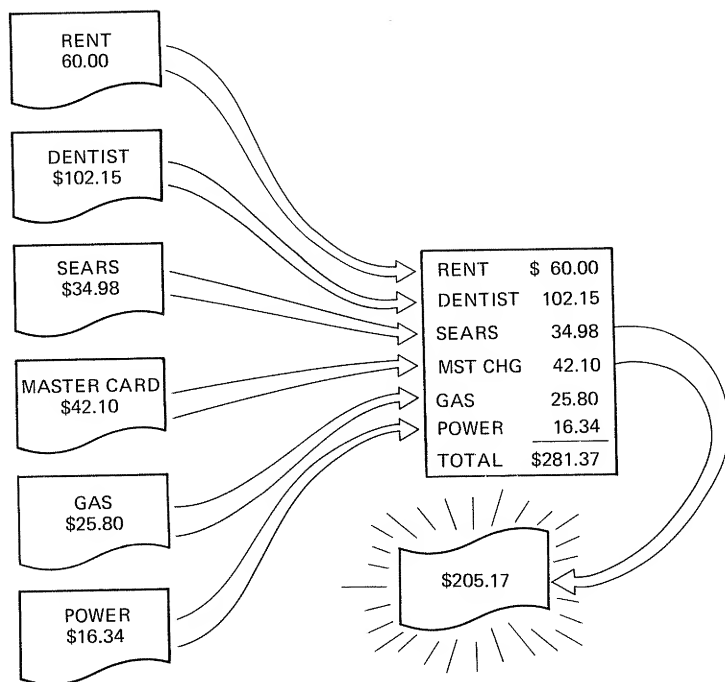 RENT
60.00
DENTIST
$102.15
SEARS
$34.98
MASTER CARD
$42.10
GAS
$25.80
POWER
$16.34
RENT $ 60.00
DENTIST 102.15
SEARS 34.98
MST CHG 42.10
GAS 25.80
POWER 16.34
TOTAL $281.37
$205.17